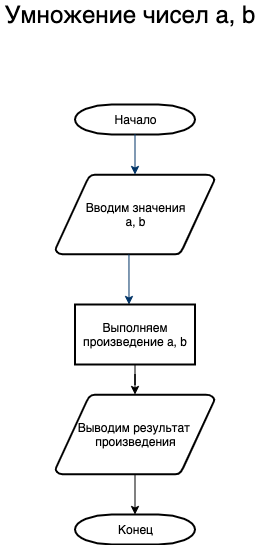 Умножение чисел a, b
Начало
Вводим значения
a, b
Выполняем
произведение a, b
Выводим результат
произведения
Конец